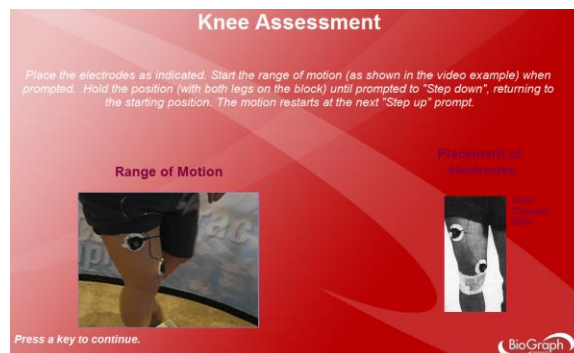 Knee Assessment
Place the electrodes as indicated. Start the range of motion (as shown in the video example) when
prompted. Hold the position (with both legs on the block) until prompted to "Step down", returning to
the starting position. The motion restarts at the next "Step up" prompt.
Range of Motion
Placement of
electrodes
Press a key to continue.
BioGraph